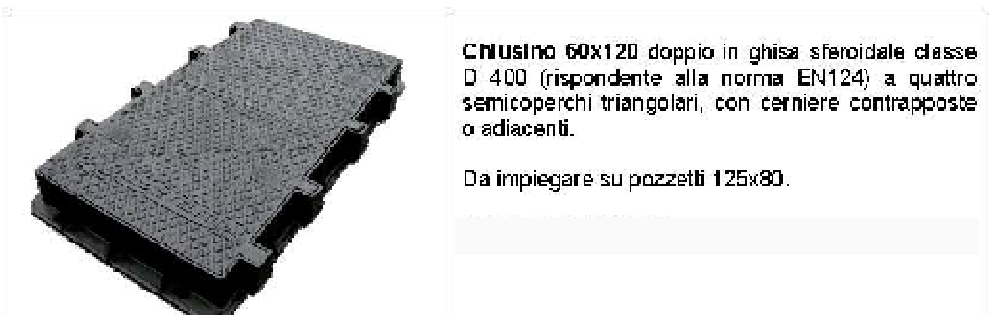 Chiusino 60x120 doppio in ghisa sferoidale classe
D 400 (rispondente alla norma EN124) a quattro
semicoperchi triangolari, con cerniere contrapposte
o adiacenti.
Da impiegare su pozzetti 125x80.